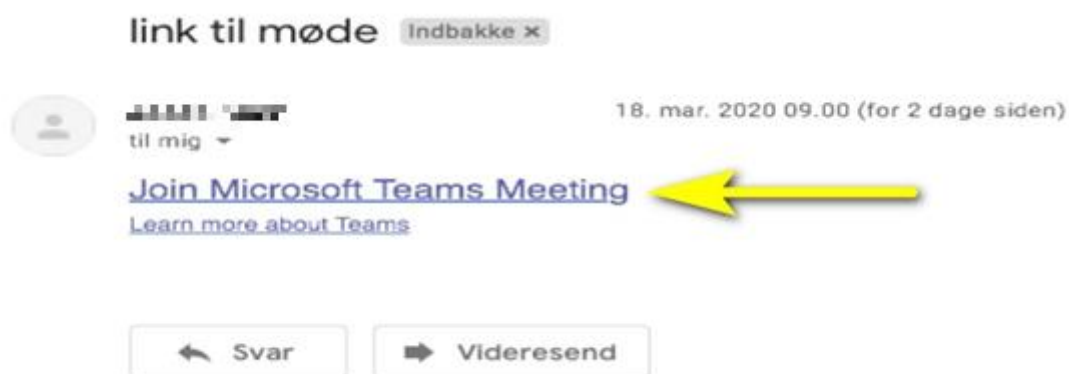 link til møde Indbakke ×
18. mar. 2020 09.00 (for 2 dage siden)
til mig
Join Microsoft Teams Meeting
Learn more about Teams
Svar Videresend